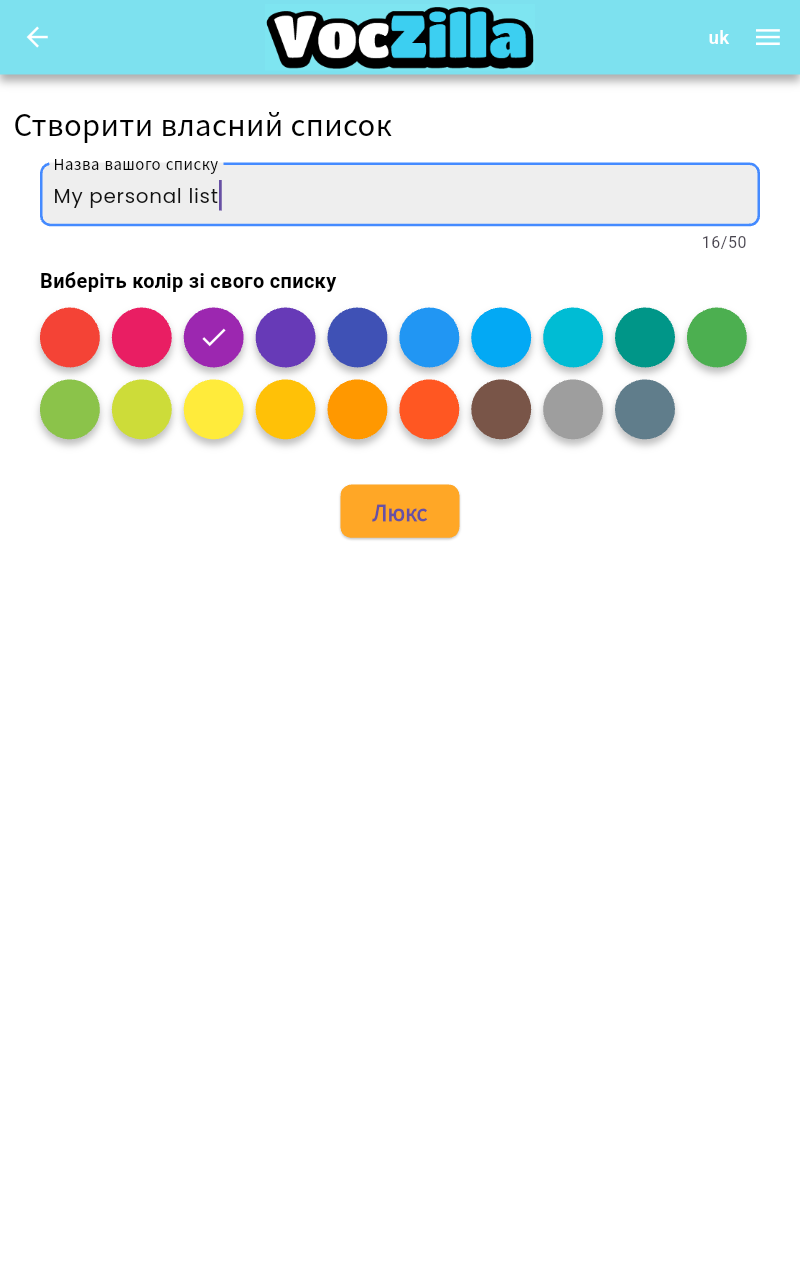 VocZilla
uk
Створити власний список
Назва вашого списку
My personal list
16/50
Виберіть колір зі свого списку
Люкс